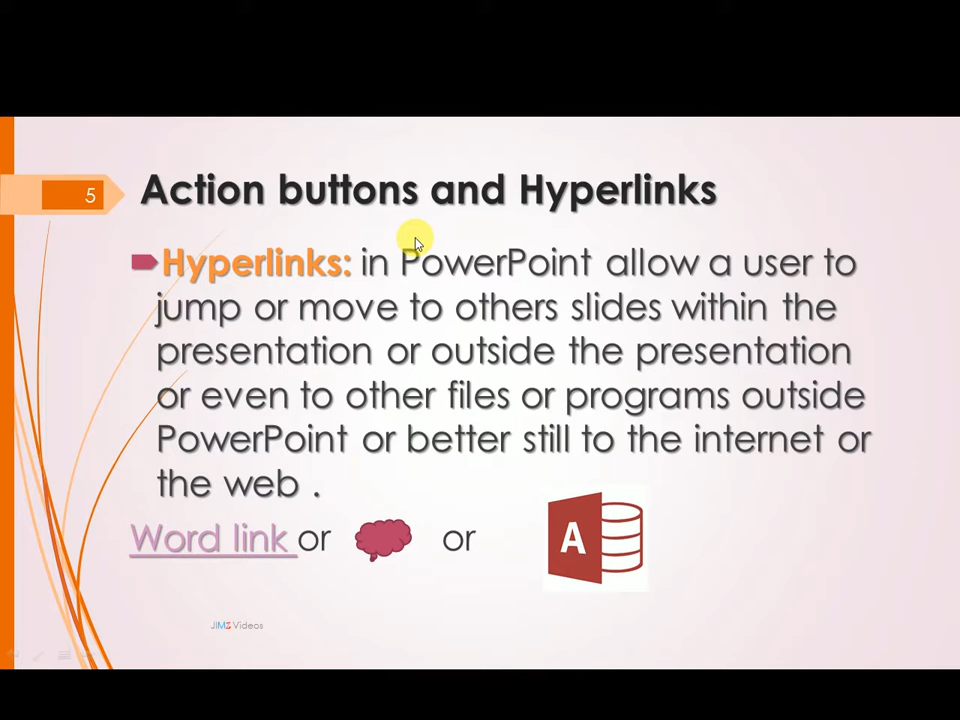 5
Action buttons and Hyperlinks
Hyperlinks: in PowerPoint allow a user to
jump or move to others slides within the
presentation or outside the presentation
or even to other files or programs outside
PowerPoint or better still to the internet or
the web .
Word link or or
A
JIMZ Videos